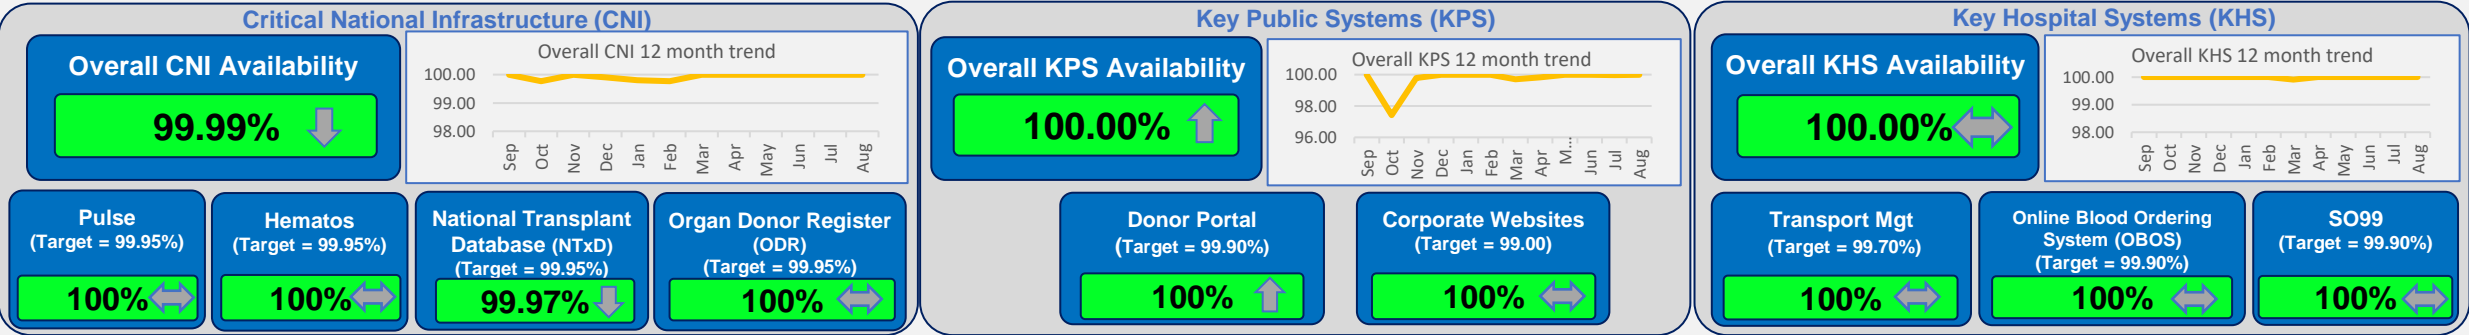 Critical National Infrastructure (CNI)
Overall CNI Availability
99.99%
Overall CNI 12 month trend
100.00
99.00
98.00
Sep
Oct
Nov
Dec
Jan
Feb
Mar
Apr
May
Jun
Jul
Aug
Pulse
(Target = 99.95%)
100%
Hematos
(Target = 99.95%)
100%
National Transplant
Database (NTxD)
(Target = 99.95%)
99.97%
Organ Donor Register
(ODR)
(Target = 99.95%)
100%
Key Public Systems (KPS)
Overall KPS Availability
100.00%
Overall KPS 12 month trend
100.00
98.00
96.00
Sep
Oct
Nov
Dec
Jan
Feb
Mar
Apr
M...
Jun
Jul
Aug
Donor Portal
(Target = 99.90%)
100%
Corporate Websites
(Target = 99.00)
100%
Key Hospital Systems (KHS)
Overall KHS Availability
100.00%
Overall KHS 12 month trend
100.00
99.00
98.00
Sep
Oct
Nov
Dec
Jan
Feb
Mar
Apr
May
Jun
Jul
Aug
Transport Mgt
(Target = 99.70%)
100%
Online Blood Ordering
System (OBOS)
(Target = 99.90%)
100%
SO99
(Target = 99.90%)
100%